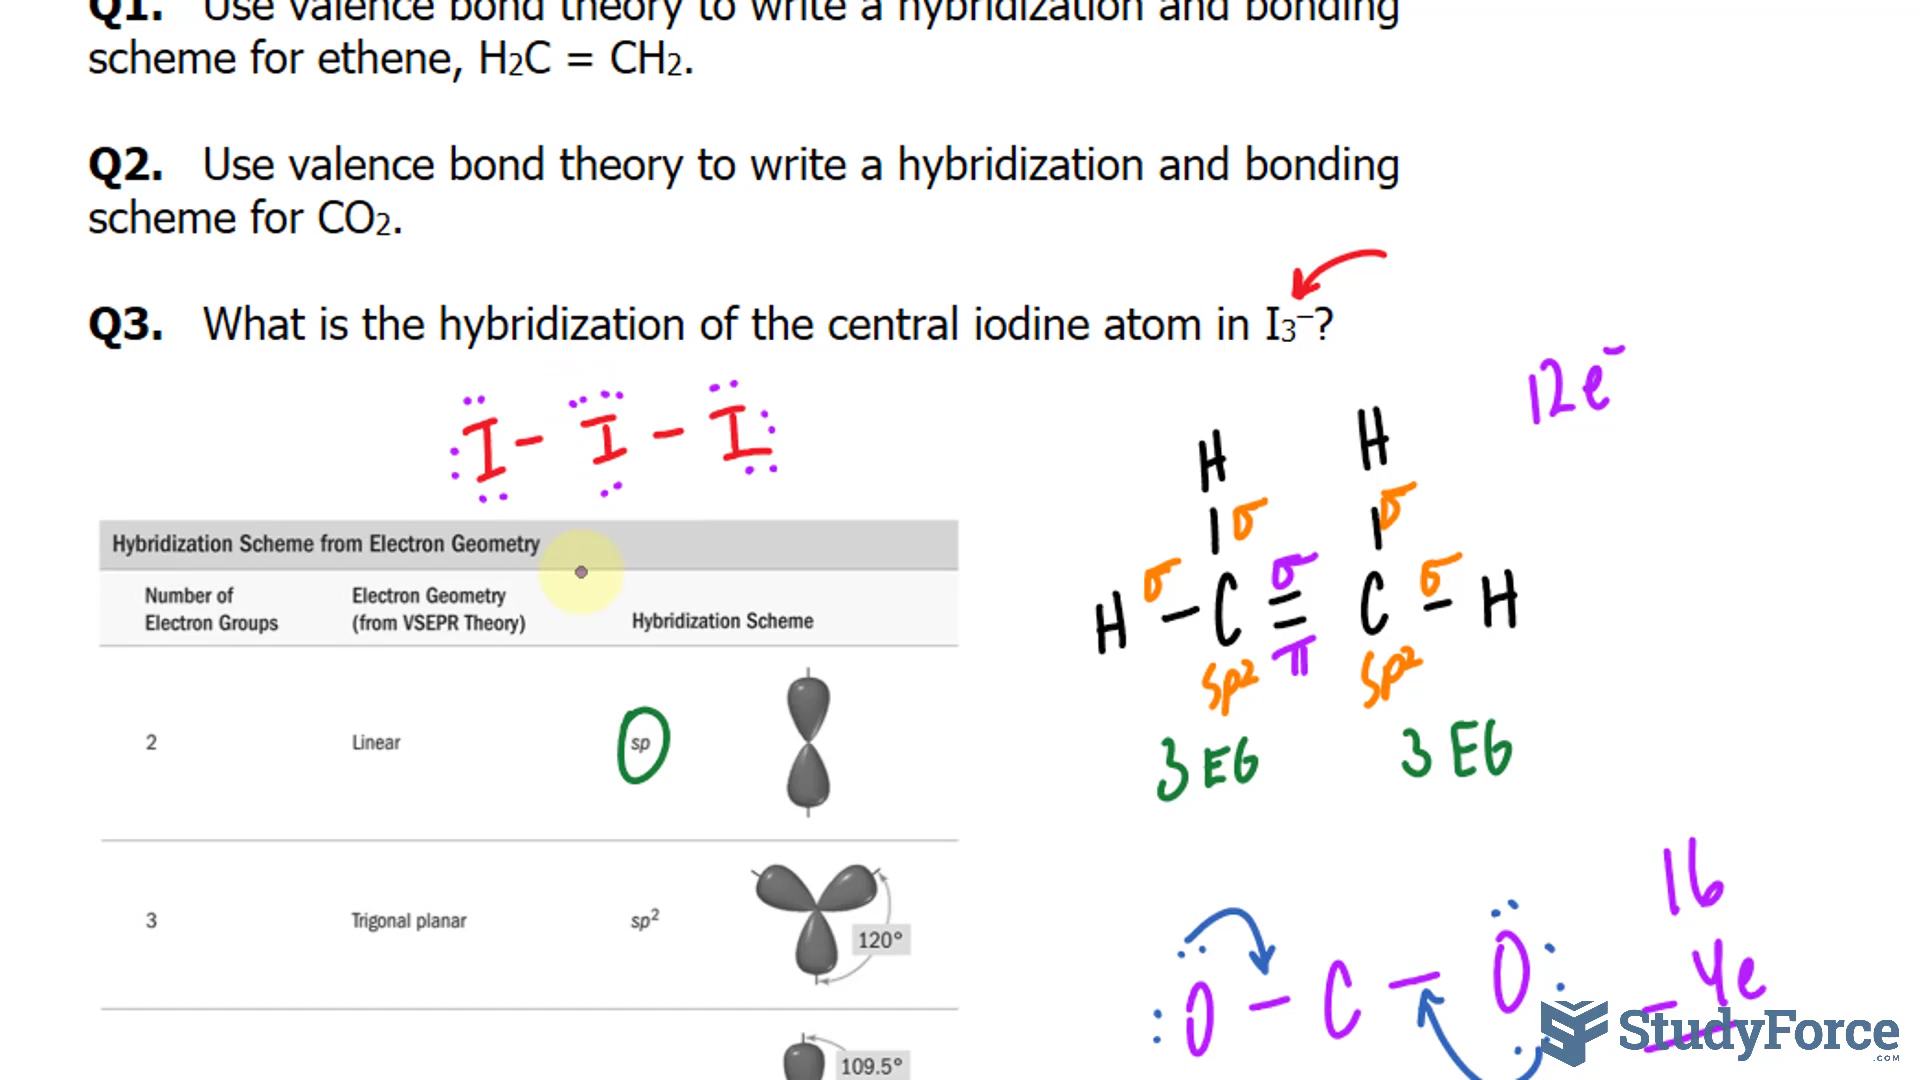 Q1. Use valence bond theory to write a hybridization and bonding
scheme for ethene, H₂C = CH₂.
Q2. Use valence bond theory to write a hybridization and bonding
scheme for CO₂.
Q3. What is the hybridization of the central iodine atom in I₃⁻?
I - I - I
12e⁻
H H
σ σ
σ σ σ
H - C = C - H
sp² π sp²
3 EG 3 EG
Hybridization Scheme from Electron Geometry
Number of Electron Geometry
Electron Groups (from VSEPR Theory) Hybridization Scheme
2 Linear sp
3 Trigonal planar sp²
120°
109.5°
16
- 4e
O - C - O
StudyForce
.COM